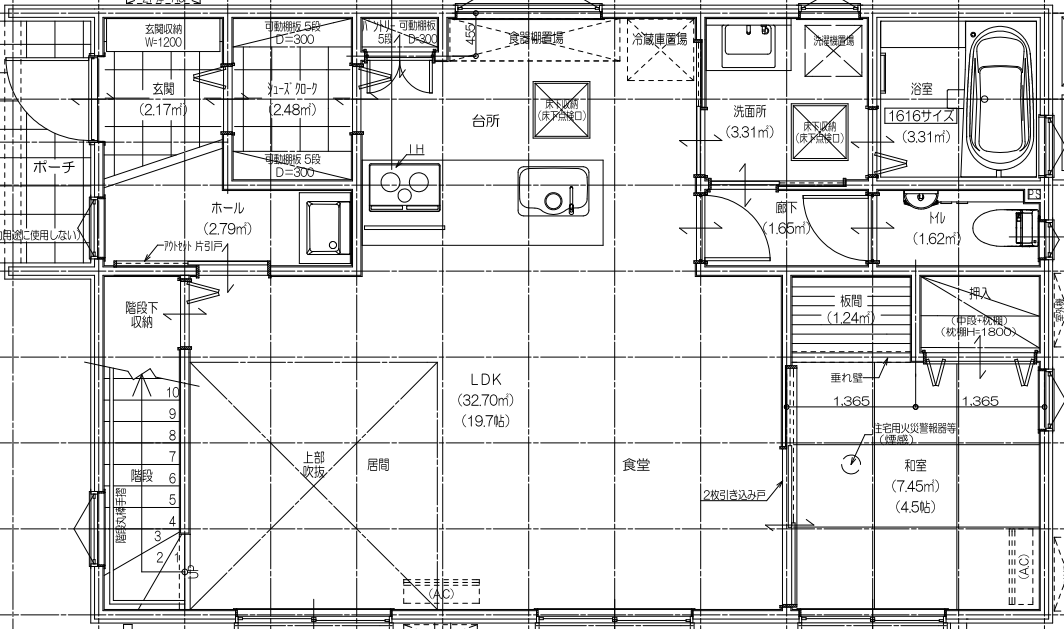 玄関収納
W=1200
可動棚板 5段
D=300
パントリー 可動棚板
5段 D=300
455
食器棚置場
冷蔵庫置場
洗濯機置場
玄関
(2.17㎡)
シューズクローク
(2.48㎡)
台所
床下収納
(床下点検口)
洗面所
(3.31㎡)
床下収納
(床下点検口)
浴室
1616サイズ
(3.31㎡)
ポーチ
可動棚板 5段
D=300
IH
ホール
(2.79㎡)
廊下
(1.65㎡)
トイレ
(1.62㎡)
用途に使用しない)
アウトセット 片引戸
階段下
収納
板間
(1.24㎡)
押入
(中段+枕棚)
(枕棚H=1800)
室外機
垂れ壁
1,365
1,365
LDK
(32.70㎡)
(19.7帖)
住宅用火災警報器等
(煙感)
10
9
8
7
6
5
4
3
2
1
階段
階段丸棒手摺
UP
上部
吹抜
居間
食堂
和室
(7.45㎡)
(4.5帖)
2枚引き込み戸
(A.C)
(A.C)